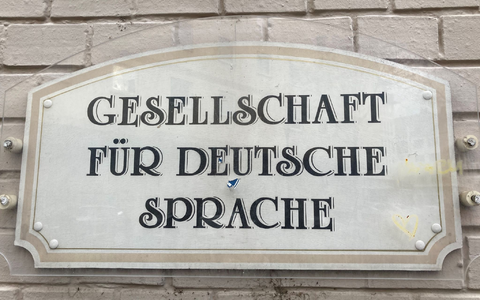 GESELLSCHAFT
FÜR DEUTSCHE
SPRACHE